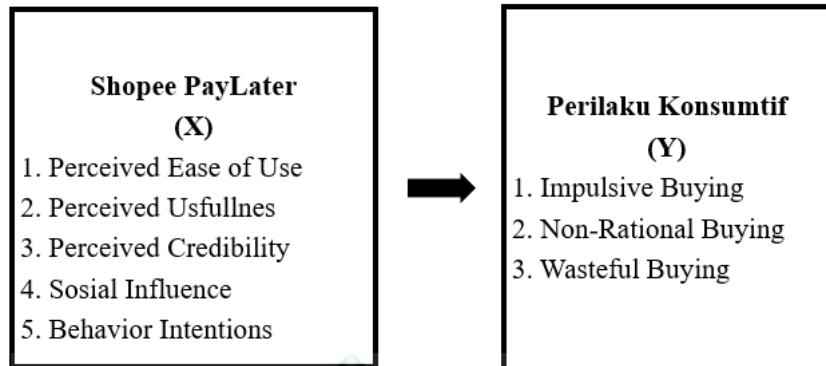 Shopee PayLater
(X)
1. Perceived Ease of Use
2. Perceived Usfullnes
3. Perceived Credibility
4. Sosial Influence
5. Behavior Intentions
Perilaku Konsumtif
(Y)
1. Impulsive Buying
2. Non-Rational Buying
3. Wasteful Buying